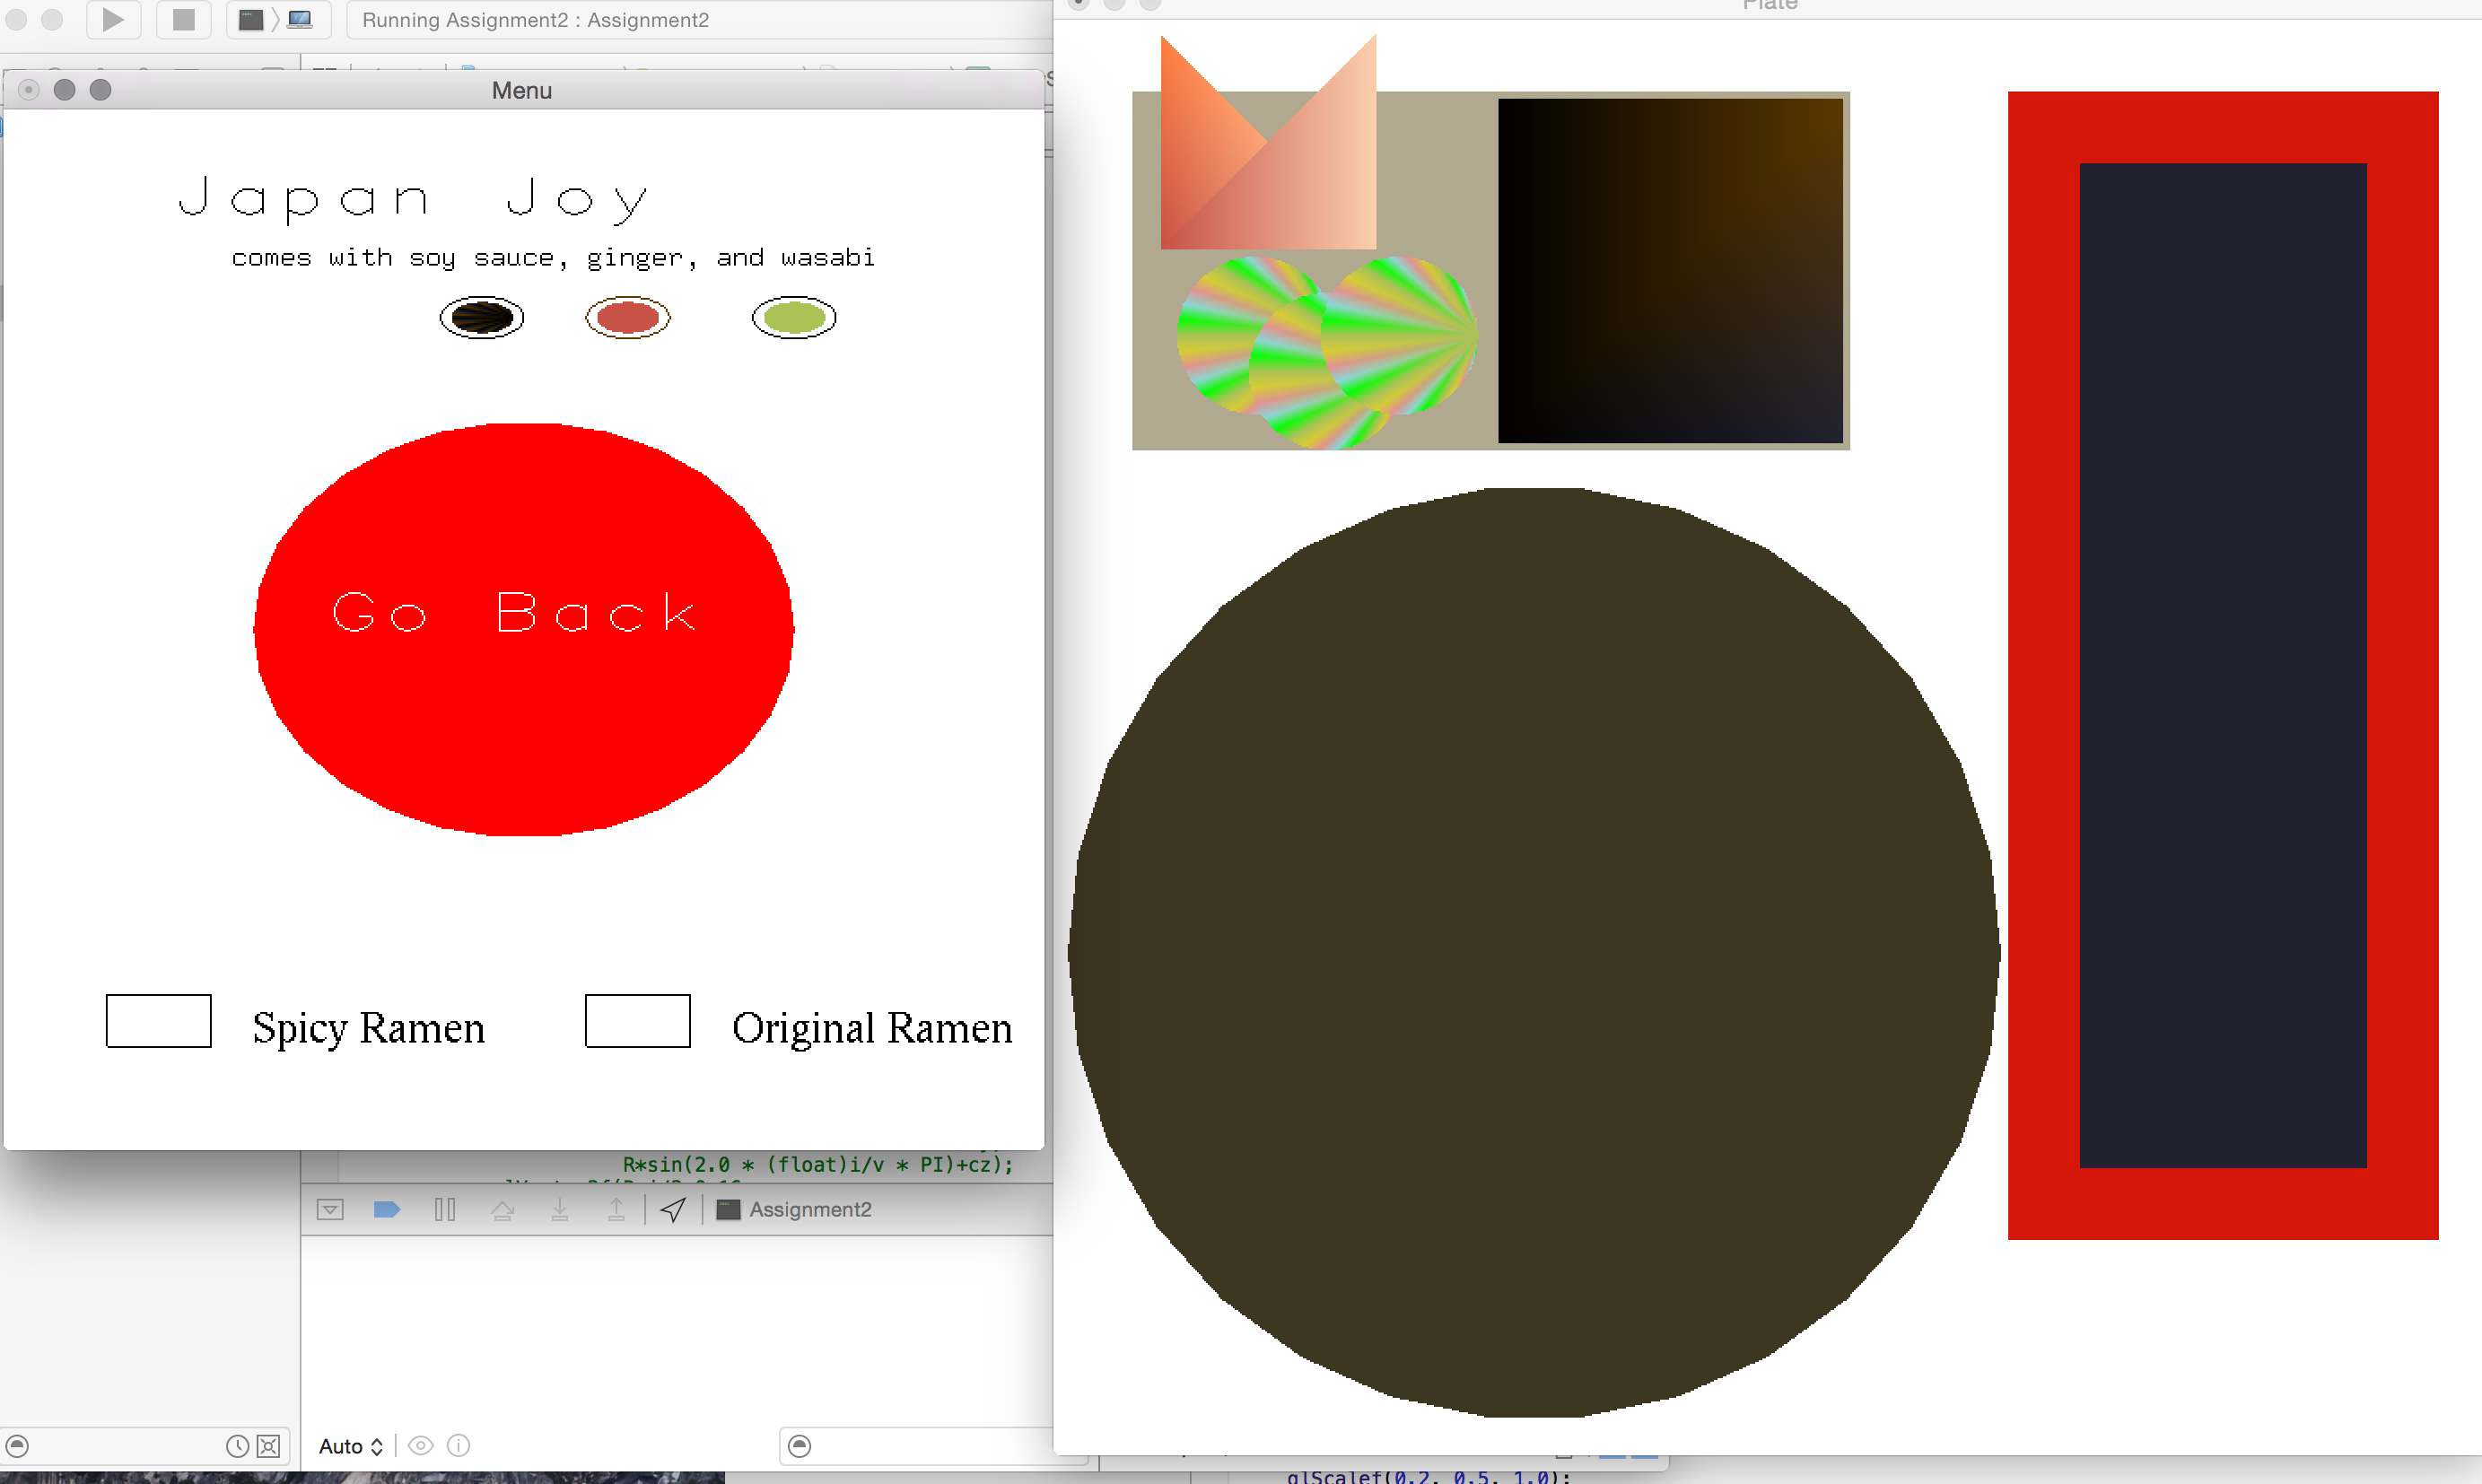 Running Assignment2 : Assignment2
Plate
Menu
Japan Joy
comes with soy sauce, ginger, and wasabi
Go Back
Spicy Ramen
Original Ramen
R*sin(2.0 * (float)i/v * PI)+cz);
Assignment2
Auto
glScalef(0.2, 0.5, 1.0);